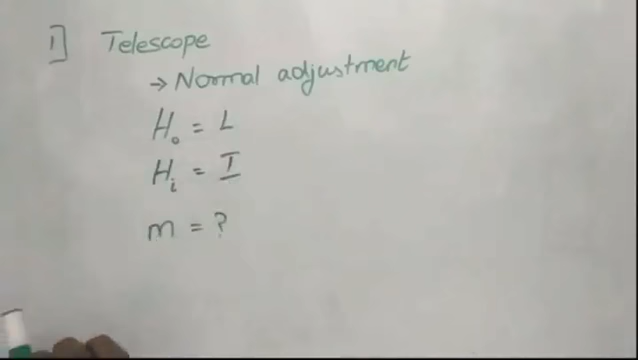 1] Telescope
→ Normal adjustment
H₀ = L
Hᵢ = I
m = ?